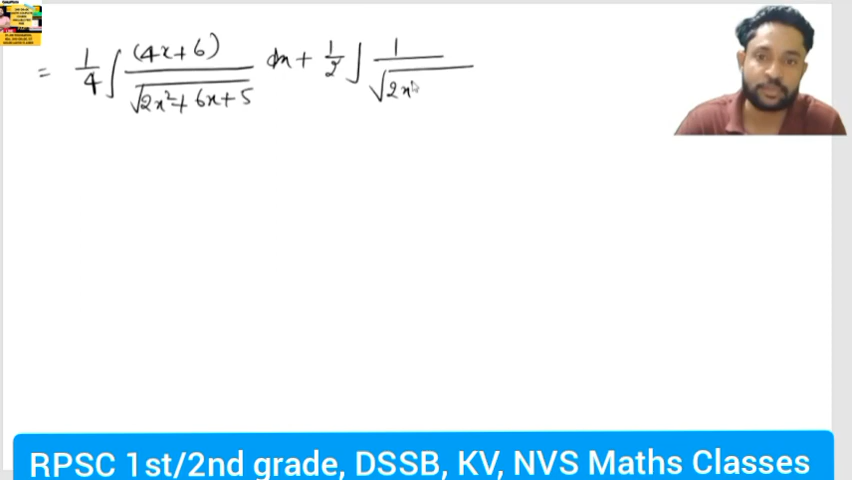 = 1/4 ∫ (4x+6)/√(2x²+6x+5) dx + 1/2 ∫ 1/√(2x²
RPSC 1st/2nd grade, DSSB, KV, NVS Maths Classes